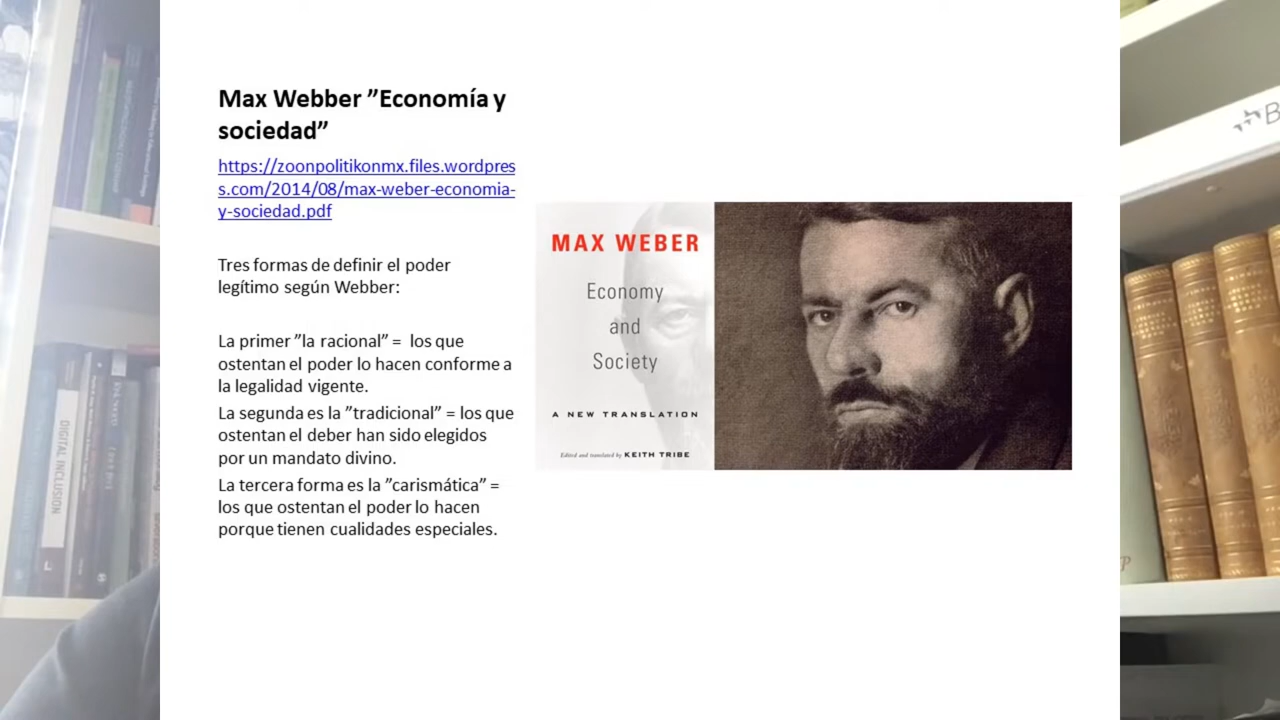 Max Webber ”Economía y
sociedad”
https://zoonpolitikonmx.files.wordpres
s.com/2014/08/max-weber-economia-
y-sociedad.pdf
Tres formas de definir el poder
legítimo según Webber:
La primer ”la racional” = los que
ostentan el poder lo hacen conforme a
la legalidad vigente.
La segunda es la ”tradicional” = los que
ostentan el deber han sido elegidos
por un mandato divino.
La tercera forma es la ”carismática” =
los que ostentan el poder lo hacen
porque tienen cualidades especiales.
MAX WEBER
Economy
and
Society
A NEW TRANSLATION
Edited and translated by KEITH TRIBE
DIGITAL INCLUSION